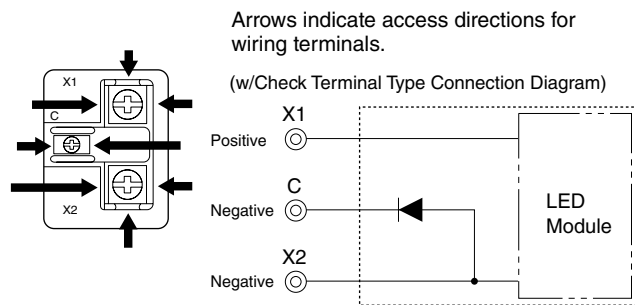 Arrows indicate access directions for
wiring terminals.
(w/Check Terminal Type Connection Diagram)
X1
C
X2
X1
Positive
C
Negative
X2
Negative
LED
Module